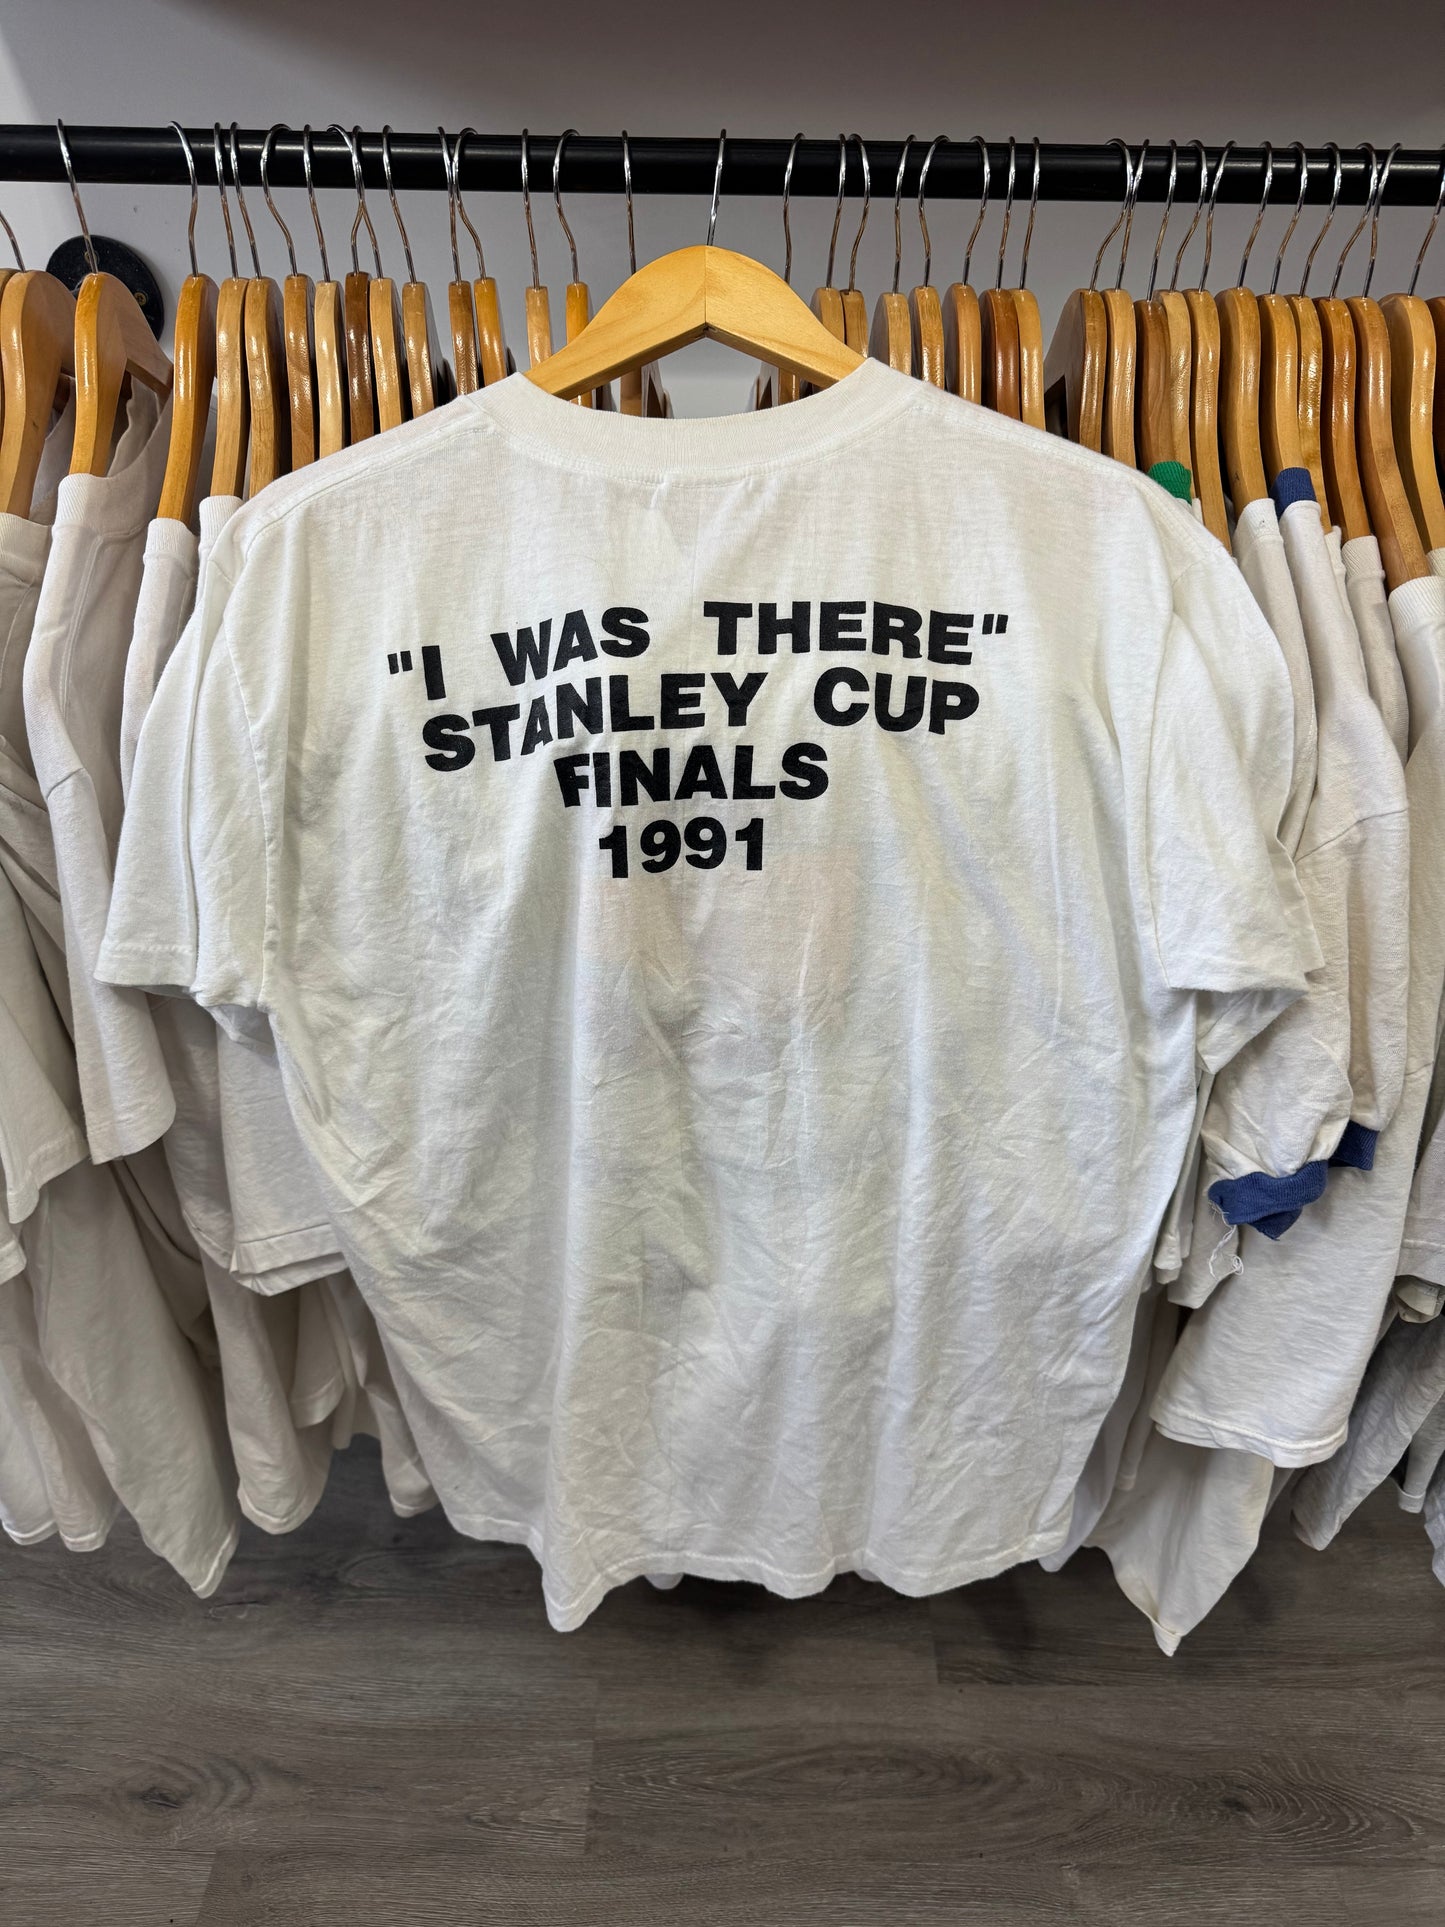 "I WAS THERE"
STANLEY CUP
FINALS
1991